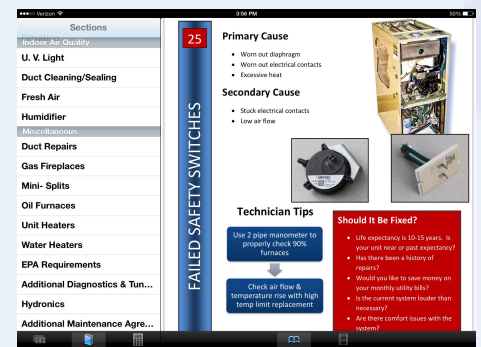 Verizon
3:56 PM
50%
Sections
Indoor Air Quality
U. V. Light
Duct Cleaning/Sealing
Fresh Air
Humidifier
Miscellaneous
Duct Repairs
Gas Fireplaces
Mini- Splits
Oil Furnaces
Unit Heaters
Water Heaters
EPA Requirements
Additional Diagnostics & Tun...
Hydronics
Additional Maintenance Agre...
25
FAILED SAFETY SWITCHES
Primary Cause
• Worn out diaphragm
• Worn out electrical contacts
• Excessive heat
Secondary Cause
• Stuck electrical contacts
• Low air flow
Technician Tips
Use 2 pipe manometer to
properly check 90%
furnaces
Check air flow &
temperature rise with high
temp limit replacement
Should It Be Fixed?
• Life expectancy is 10-15 years. Is
your unit near or past expectancy?
• Has there been a history of
repairs?
• Would you like to save money on
your monthly utility bills?
• Is the current system louder than
necessary?
• Are there comfort issues with the
system?